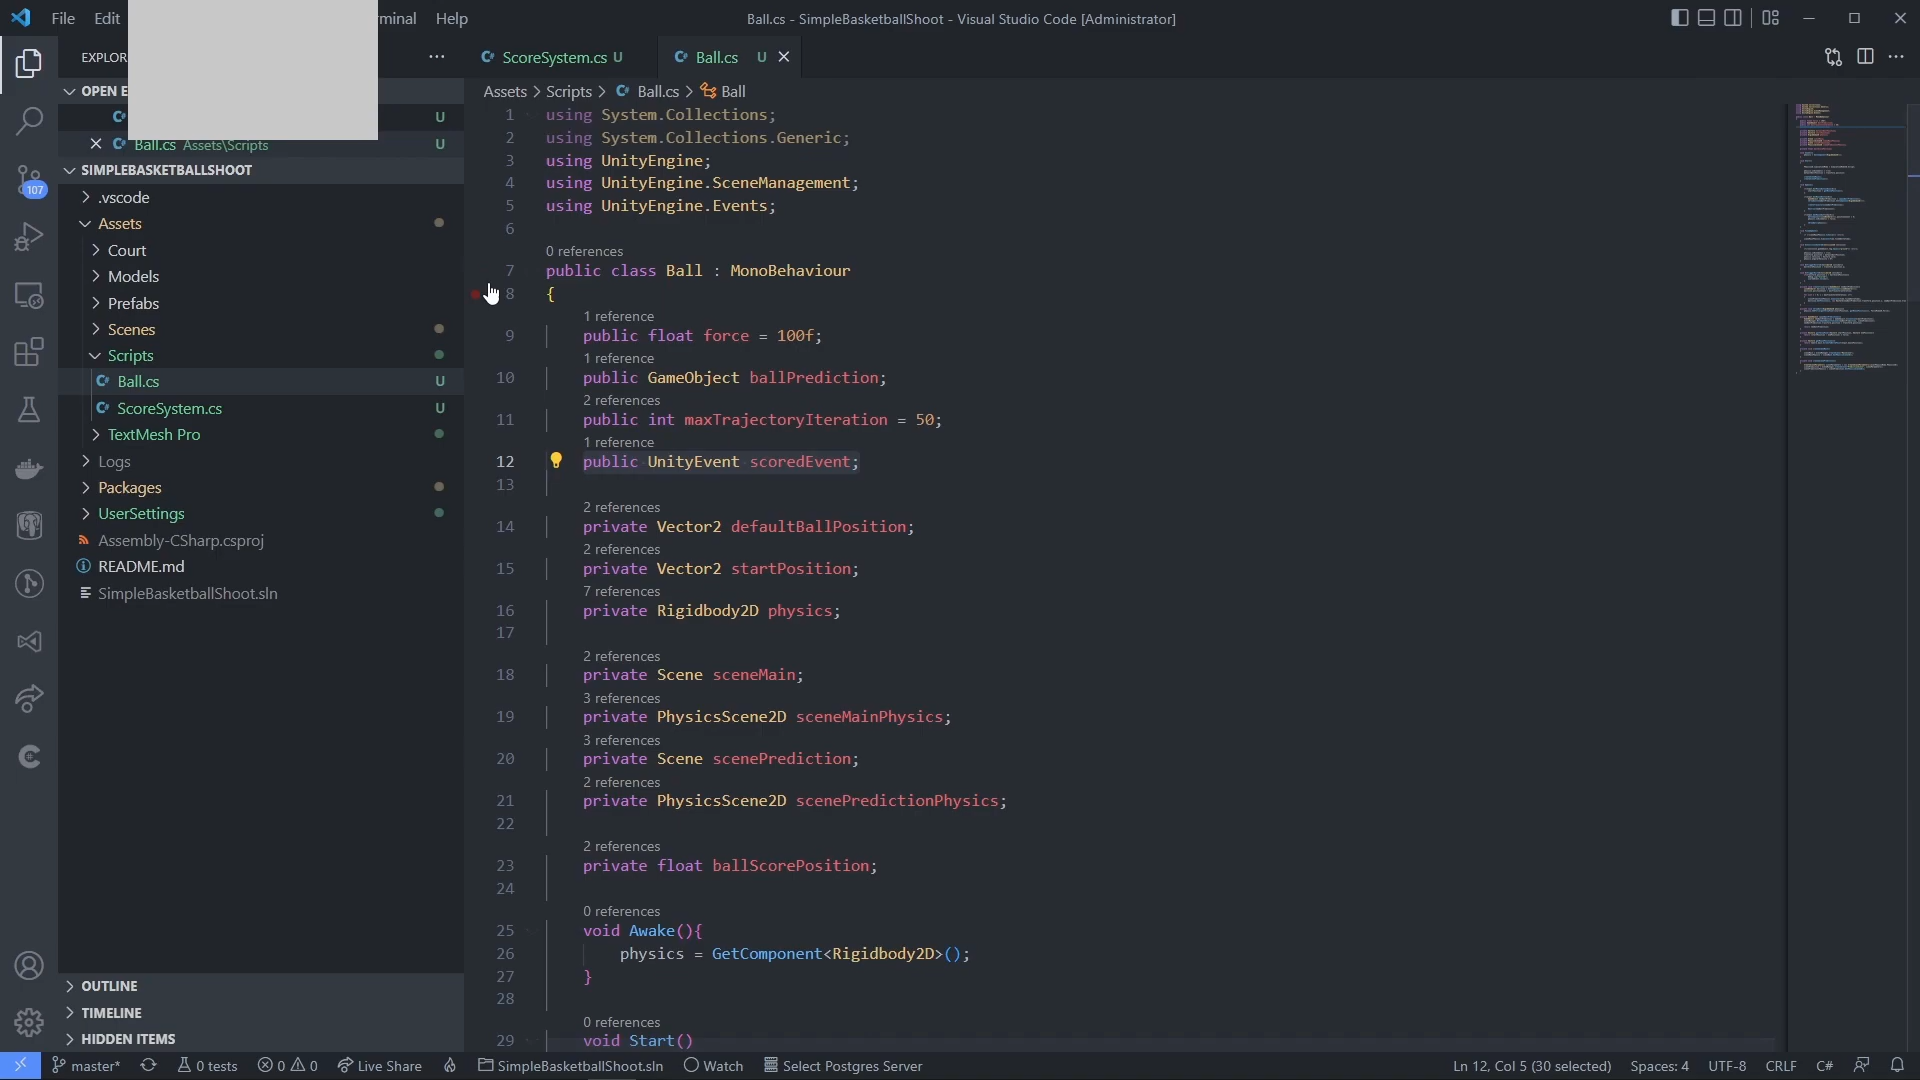 File Edit
rminal Help
Ball.cs - SimpleBasketballShoot - Visual Studio Code [Administrator]
EXPLOR
ScoreSystem.cs U
Ball.cs U
OPEN E
U
Ball.cs Assets\Scripts U
Assets > Scripts > Ball.cs > Ball
SIMPLEBASKETBALLSHOOT
.vscode
Assets
Court
Models
Prefabs
Scenes
Scripts
Ball.cs U
ScoreSystem.cs U
TextMesh Pro
Logs
Packages
UserSettings
Assembly-CSharp.csproj
README.md
SimpleBasketballShoot.sln
OUTLINE
TIMELINE
HIDDEN ITEMS
107
1 using System.Collections;
2 using System.Collections.Generic;
3 using UnityEngine;
4 using UnityEngine.SceneManagement;
5 using UnityEngine.Events;
6
0 references
7 public class Ball : MonoBehaviour
8 {
1 reference
9 public float force = 100f;
1 reference
10 public GameObject ballPrediction;
2 references
11 public int maxTrajectoryIteration = 50;
1 reference
12 public UnityEvent scoredEvent;
13
2 references
14 private Vector2 defaultBallPosition;
2 references
15 private Vector2 startPosition;
7 references
16 private Rigidbody2D physics;
17
2 references
18 private Scene sceneMain;
3 references
19 private PhysicsScene2D sceneMainPhysics;
3 references
20 private Scene scenePrediction;
2 references
21 private PhysicsScene2D scenePredictionPhysics;
22
2 references
23 private float ballScorePosition;
24
0 references
25 void Awake(){
26 physics = GetComponent<Rigidbody2D>();
27 }
28
0 references
29 void Start()
master* 0 tests 0 0 Live Share SimpleBasketballShoot.sln Watch Select Postgres Server
Ln 12, Col 5 (30 selected) Spaces: 4 UTF-8 CRLF C#